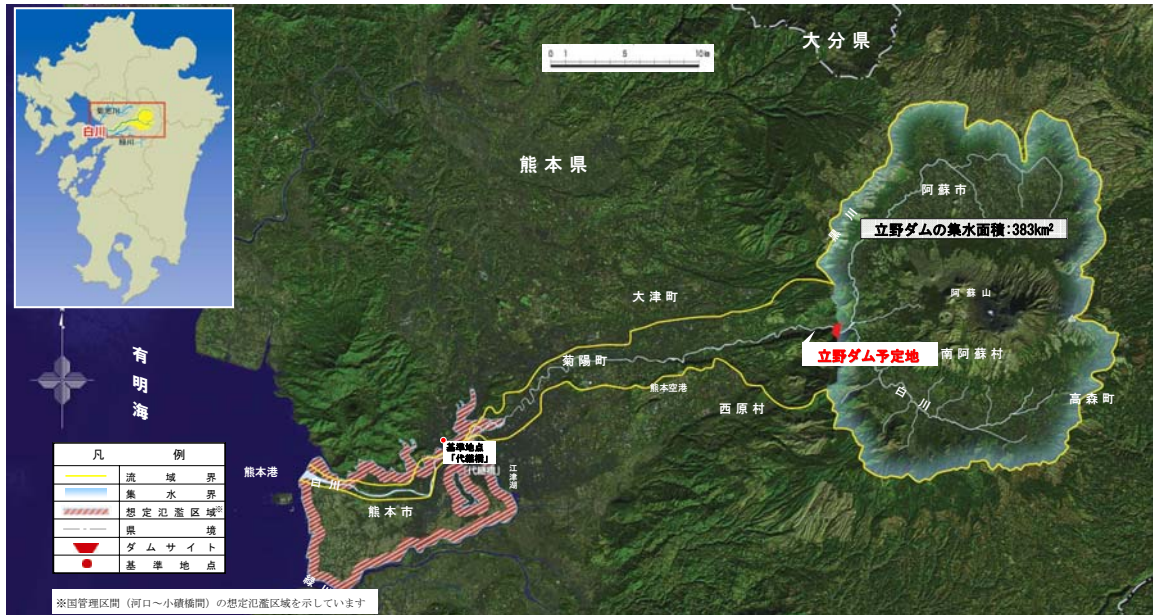 大分県
0 1 5 10km
菊池川
白川
緑川
熊本県
阿蘇市
黒川
立野ダムの集水面積:383km²
大津町
阿蘇山
立野ダム予定地
南阿蘇村
菊陽町
熊本空港
西原村
白川
高森町
有明海
基準地点
「代継橋」
江津湖
熊本港
白川
熊本市
緑川
凡例
流域界
集水界
想定氾濫区域※
県境
ダムサイト
基準地点
※国管理区間(河口~小磧橋間)の想定氾濫区域を示しています